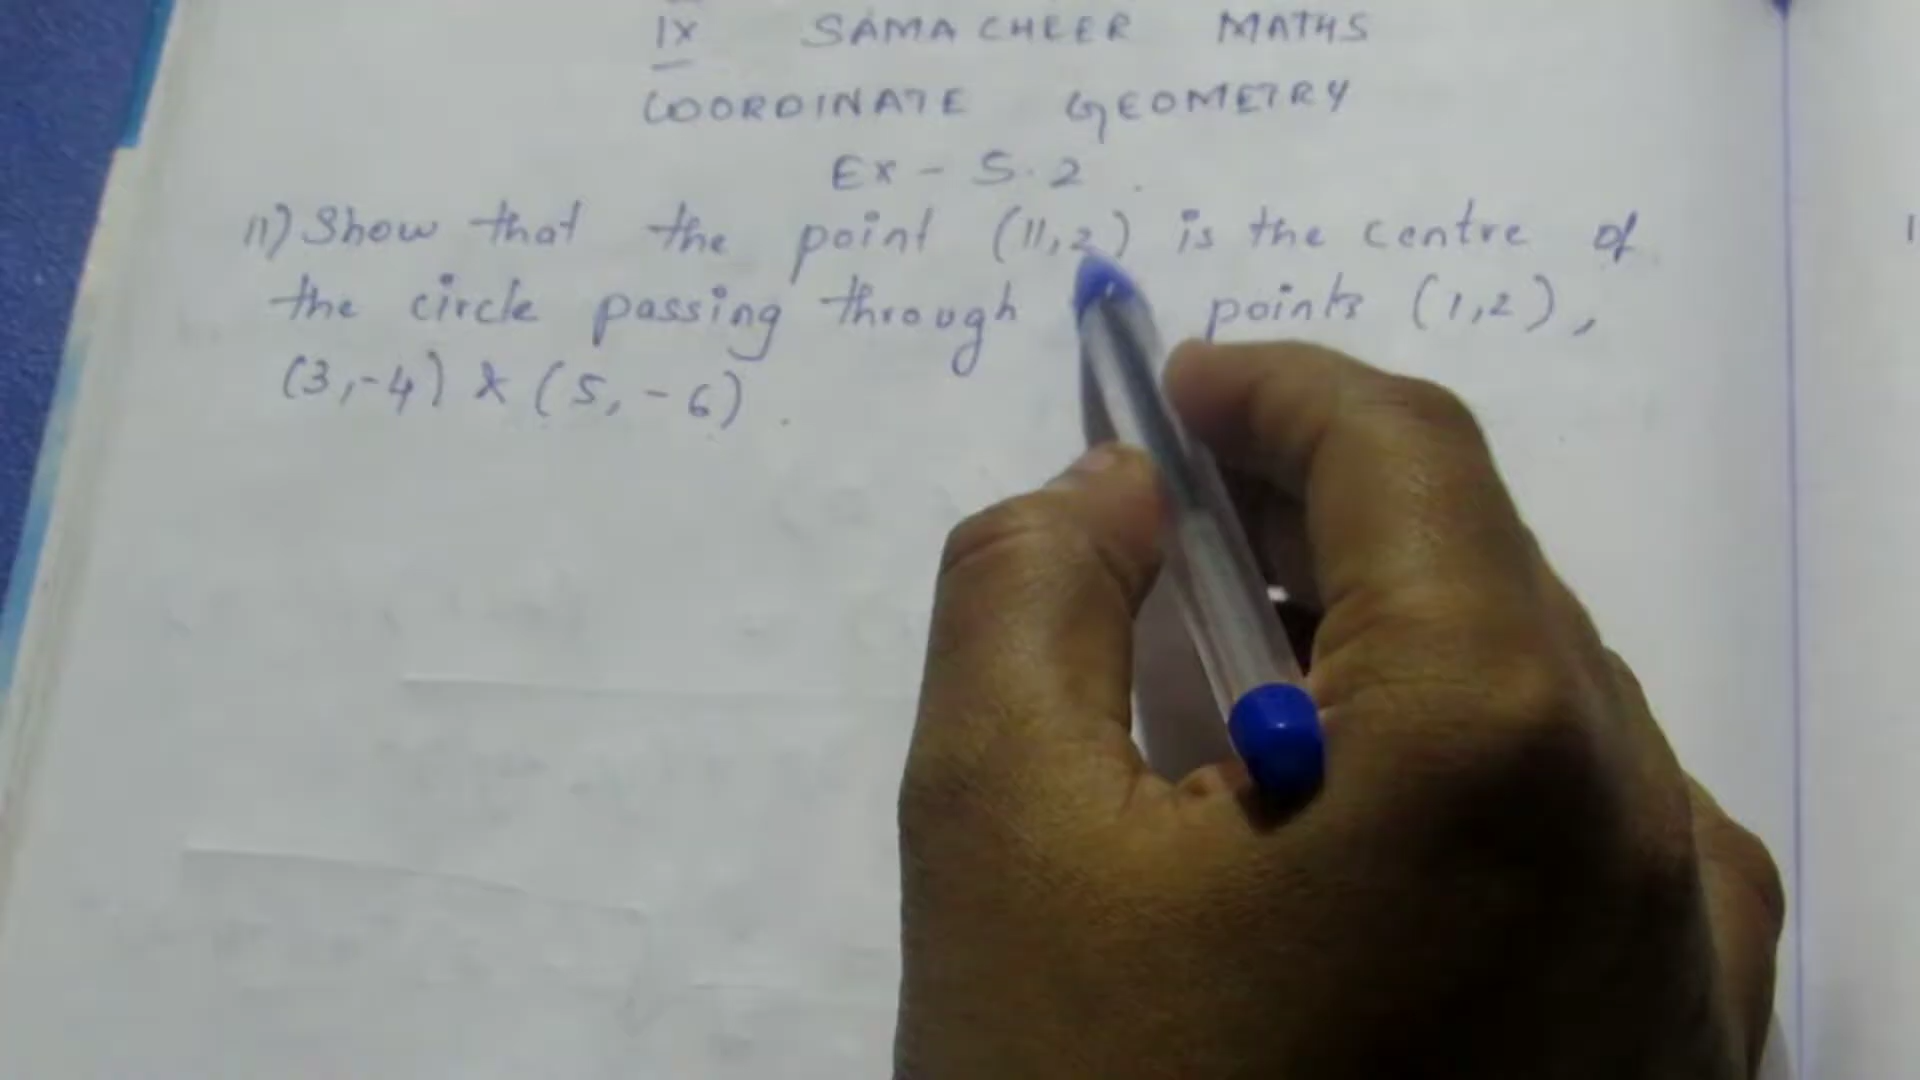 IX SAMACHEER MATHS
COORDINATE GEOMETRY
Ex - 5.2
11) Show that the point (11,2) is the centre of
the circle passing through points (1,2),
(3,-4) & (5,-6).